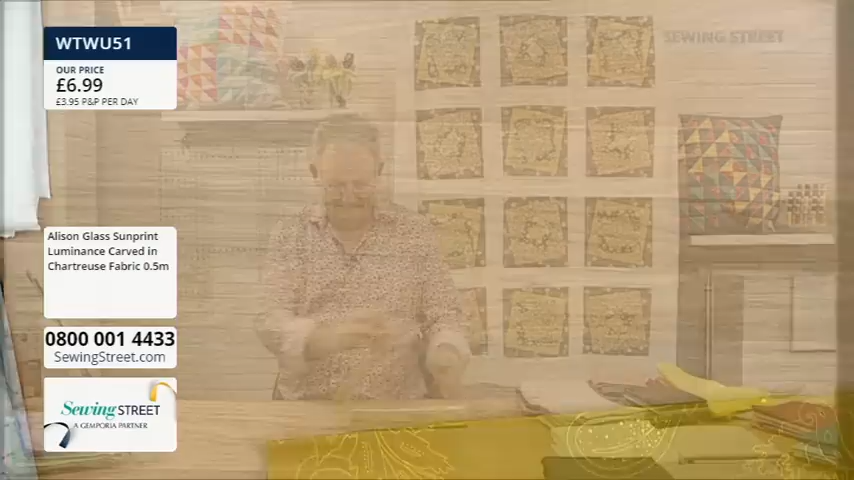 WTWU51
OUR PRICE
£6.99
£3.95 P&P PER DAY
SEWING STREET
Alison Glass Sunprint
Luminance Carved in
Chartreuse Fabric 0.5m
0800 001 4433
SewingStreet.com
Sewing STREET
A GEMPORIA PARTNER